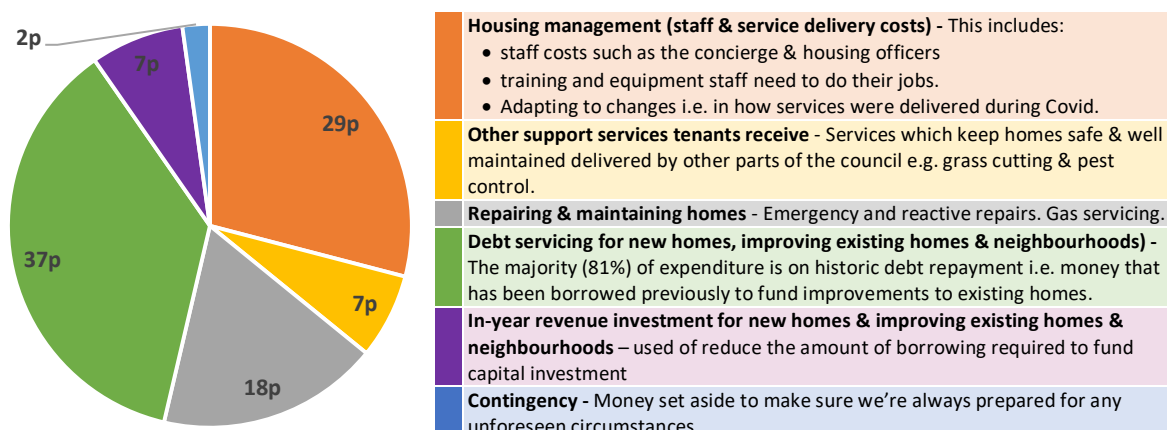 2p
7p
29p
37p
7p
18p
Housing management (staff & service delivery costs) - This includes:
• staff costs such as the concierge & housing officers
• training and equipment staff need to do their jobs.
• Adapting to changes i.e. in how services were delivered during Covid.
Other support services tenants receive - Services which keep homes safe & well
maintained delivered by other parts of the council e.g. grass cutting & pest
control.
Repairing & maintaining homes - Emergency and reactive repairs. Gas servicing.
Debt servicing for new homes, improving existing homes & neighbourhoods) -
The majority (81%) of expenditure is on historic debt repayment i.e. money that
has been borrowed previously to fund improvements to existing homes.
In-year revenue investment for new homes & improving existing homes &
neighbourhoods – used of reduce the amount of borrowing required to fund
capital investment
Contingency - Money set aside to make sure we’re always prepared for any
unforeseen circumstances